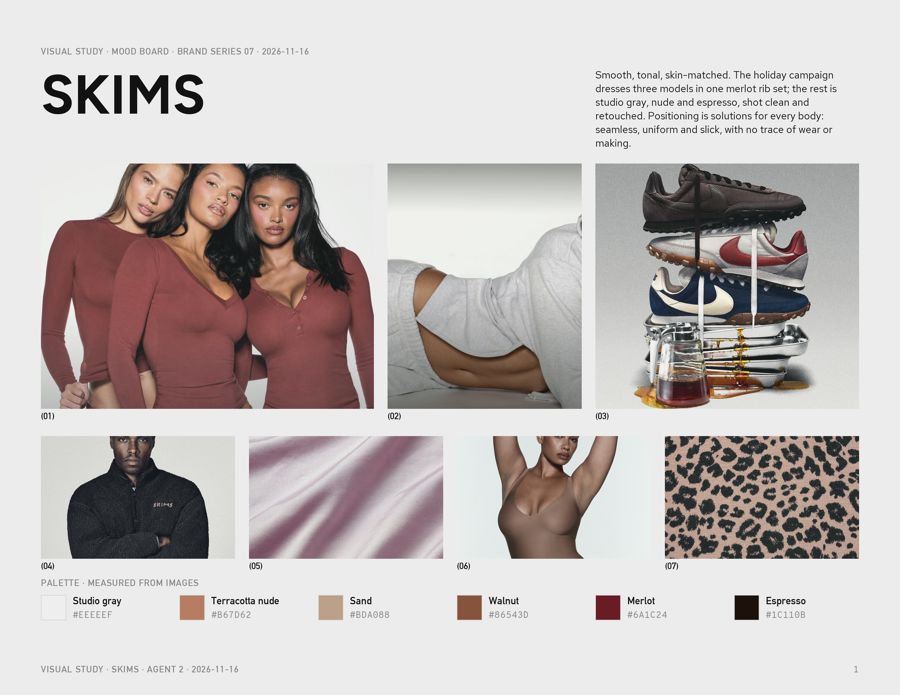 VISUAL STUDY · MOOD BOARD · BRAND SERIES 07 · 2026-11-16
SKIMS
Smooth, tonal, skin-matched. The holiday campaign
dresses three models in one merlot rib set; the rest is
studio gray, nude and espresso, shot clean and
retouched. Positioning is solutions for every body:
seamless, uniform and slick, with no trace of wear or
making.
(01)
(02)
(03)
SKIMS
(04)
(05)
(06)
(07)
PALETTE · MEASURED FROM IMAGES
Studio gray
#EEEEEF
Terracotta nude
#B67D62
Sand
#BDA088
Walnut
#86543D
Merlot
#6A1C24
Espresso
#1C110B
VISUAL STUDY · SKIMS · AGENT 2 · 2026-11-16
1